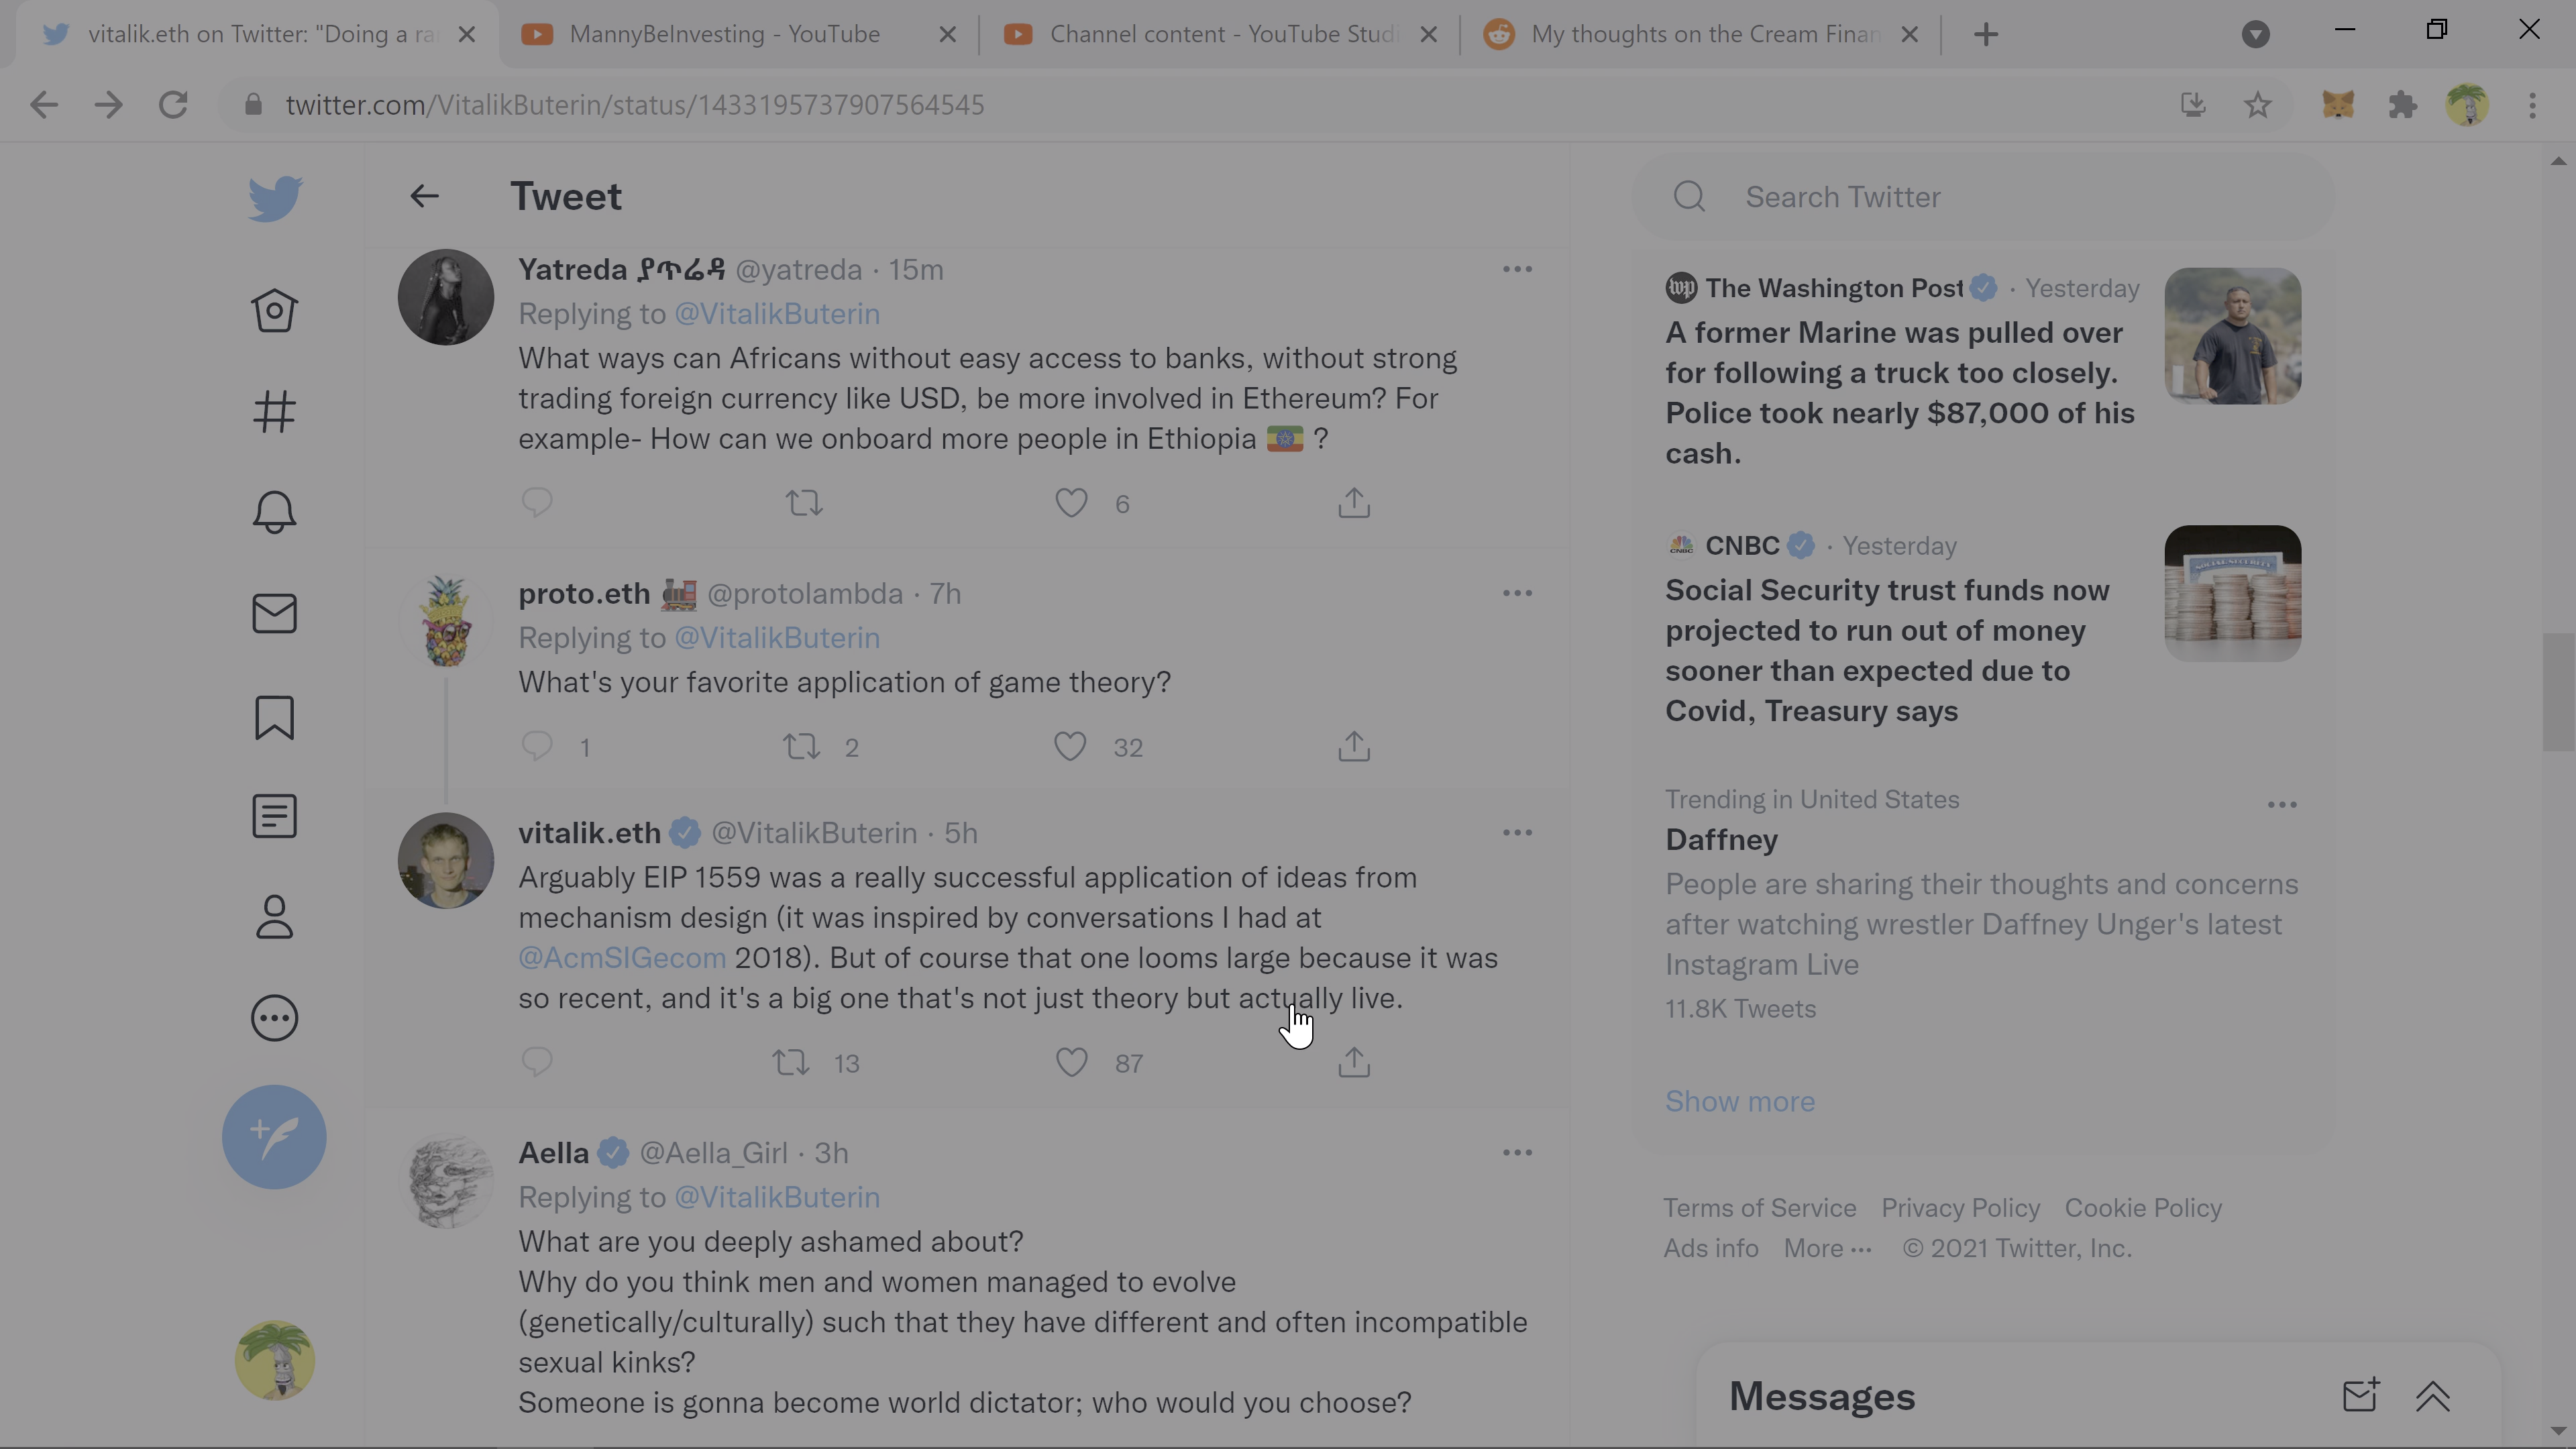 vitalik.eth on Twitter: "Doing a ra
MannyBeInvesting - YouTube
Channel content - YouTube Studi
My thoughts on the Cream Finan
twitter.com/VitalikButerin/status/1433195737907564545
Tweet
Yatreda ያጥሬዳ @yatreda · 15m
Replying to @VitalikButerin
What ways can Africans without easy access to banks, without strong
trading foreign currency like USD, be more involved in Ethereum? For
example- How can we onboard more people in Ethiopia 🇪🇹 ?
6
proto.eth 🚂 @protolambda · 7h
Replying to @VitalikButerin
What's your favorite application of game theory?
1 2 32
vitalik.eth @VitalikButerin · 5h
Arguably EIP 1559 was a really successful application of ideas from
mechanism design (it was inspired by conversations I had at
@AcmSIGecom 2018). But of course that one looms large because it was
so recent, and it's a big one that's not just theory but actually live.
13 87
Aella @Aella_Girl · 3h
Replying to @VitalikButerin
What are you deeply ashamed about?
Why do you think men and women managed to evolve
(genetically/culturally) such that they have different and often incompatible
sexual kinks?
Someone is gonna become world dictator; who would you choose?
Search Twitter
wp The Washington Post · Yesterday
A former Marine was pulled over
for following a truck too closely.
Police took nearly $87,000 of his
cash.
CNBC CNBC · Yesterday
Social Security trust funds now
projected to run out of money
sooner than expected due to
Covid, Treasury says
SOCIAL SECURITY
Trending in United States
Daffney
People are sharing their thoughts and concerns
after watching wrestler Daffney Unger's latest
Instagram Live
11.8K Tweets
Show more
Terms of Service Privacy Policy Cookie Policy
Ads info More ··· © 2021 Twitter, Inc.
Messages